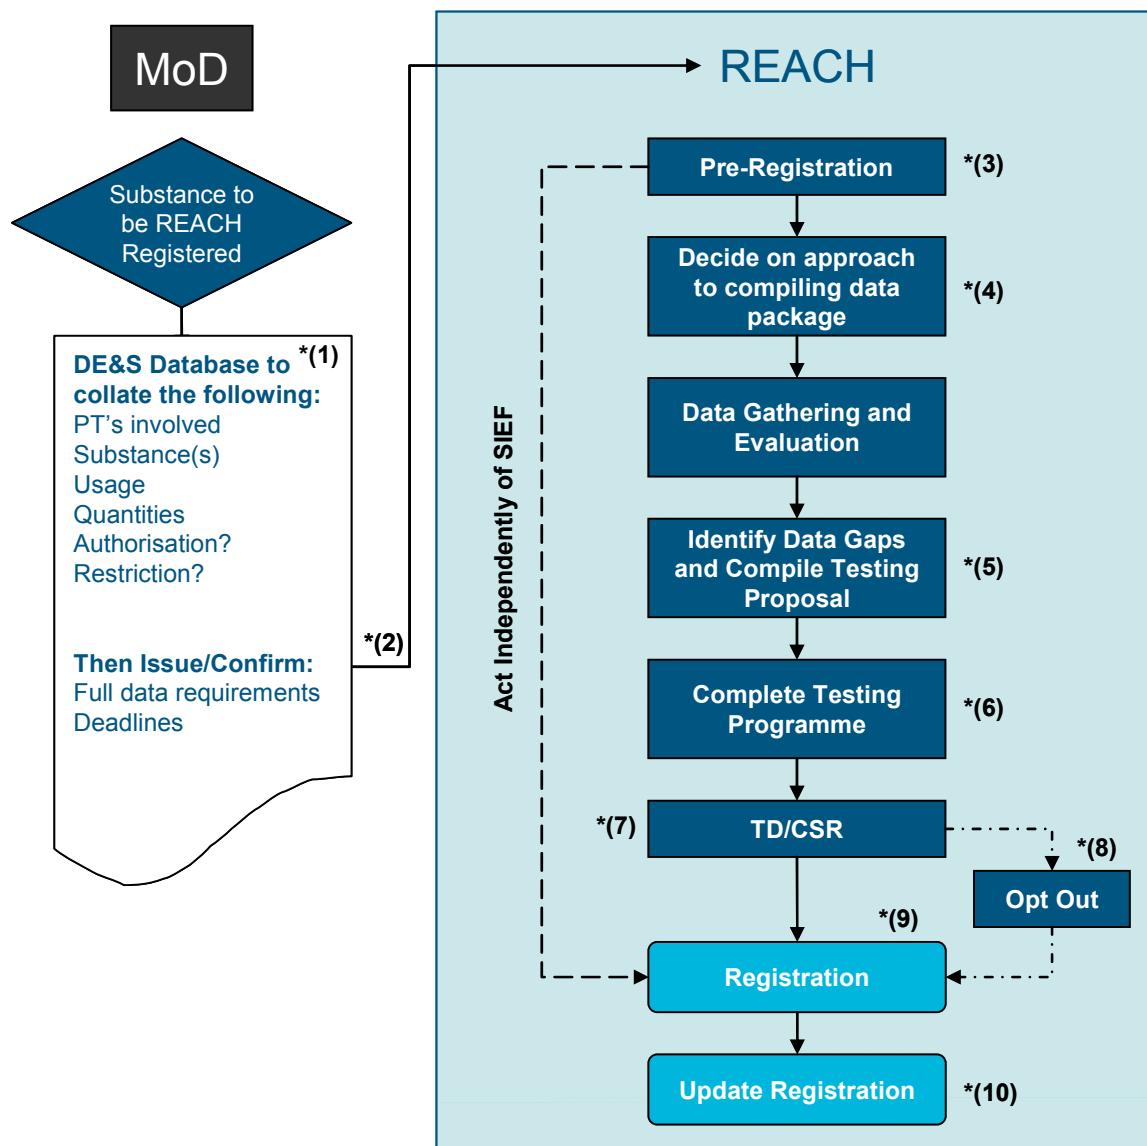 MoD
Substance to
be REACH
Registered
*(1)
DE&S Database to
collate the following:
PT's involved
Substance(s)
Usage
Quantities
Authorisation?
Restriction?
Then Issue/Confirm:
Full data requirements
Deadlines
*(2)
REACH
Pre-Registration
*(3)
Decide on approach
to compiling data
package
*(4)
Data Gathering and
Evaluation
Act Independently of SIEF
Identify Data Gaps
and Compile Testing
Proposal
*(5)
Complete Testing
Programme
*(6)
*(7)
TD/CSR
*(8)
Opt Out
*(9)
Registration
Update Registration
*(10)